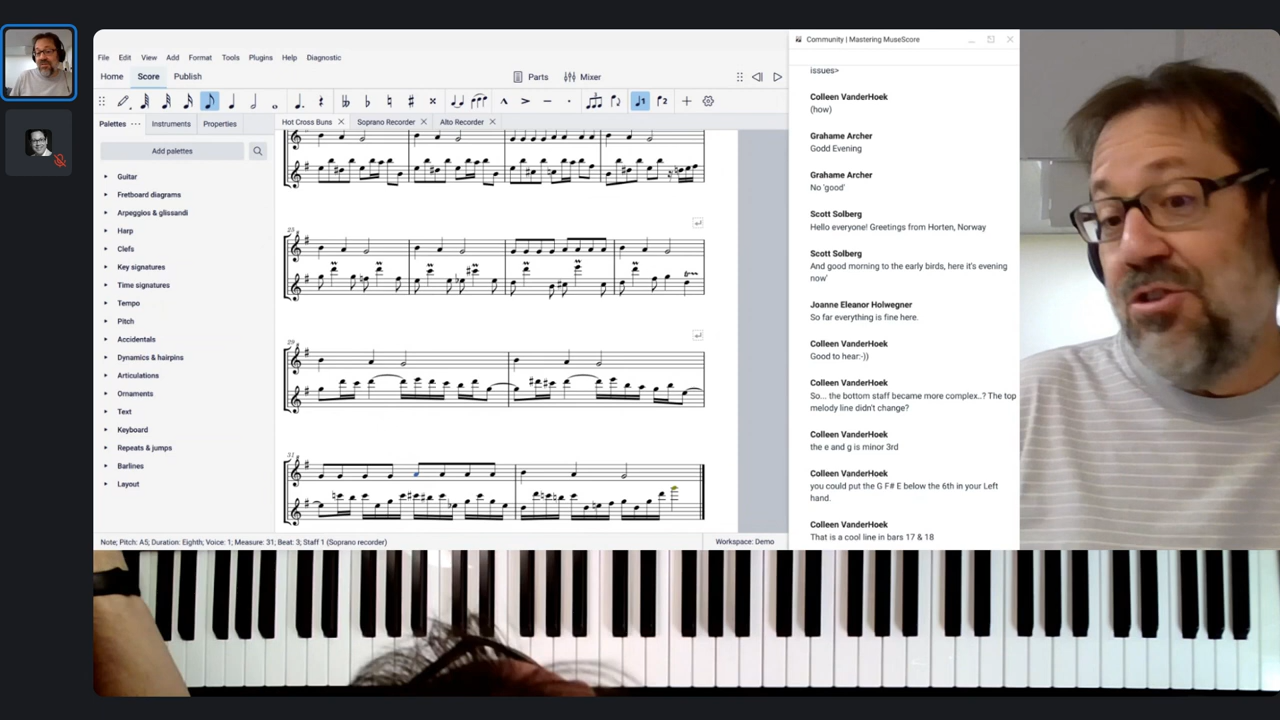 File Edit View Add Format Tools Plugins Help Diagnostic
Home Score Publish
Parts Mixer
1 2
Palettes ... Instruments Properties
Hot Cross Buns Soprano Recorder Alto Recorder
Add palettes
Guitar
Fretboard diagrams
Arpeggios & glissandi
Harp
Clefs
Key signatures
Time signatures
Tempo
Pitch
Accidentals
Dynamics & hairpins
Articulations
Ornaments
Text
Keyboard
Repeats & jumps
Barlines
Layout
25
29
31
Note; Pitch: A5; Duration: Eighth; Voice: 1; Measure: 31; Beat: 3; Staff 1 (Soprano recorder)
Workspace: Demo
Community | Mastering MuseScore
issues>
Colleen VanderHoek
(how)
Grahame Archer
Godd Evening
Grahame Archer
No 'good'
Scott Solberg
Hello everyone! Greetings from Horten, Norway
Scott Solberg
And good morning to the early birds, here it's evening
now'
Joanne Eleanor Holwegner
So far everything is fine here.
Colleen VanderHoek
Good to hear:-))
Colleen VanderHoek
So... the bottom staff became more complex..? The top
melody line didn't change?
Colleen VanderHoek
the e and g is minor 3rd
Colleen VanderHoek
you could put the G F# E below the 6th in your Left
hand.
Colleen VanderHoek
That is a cool line in bars 17 & 18